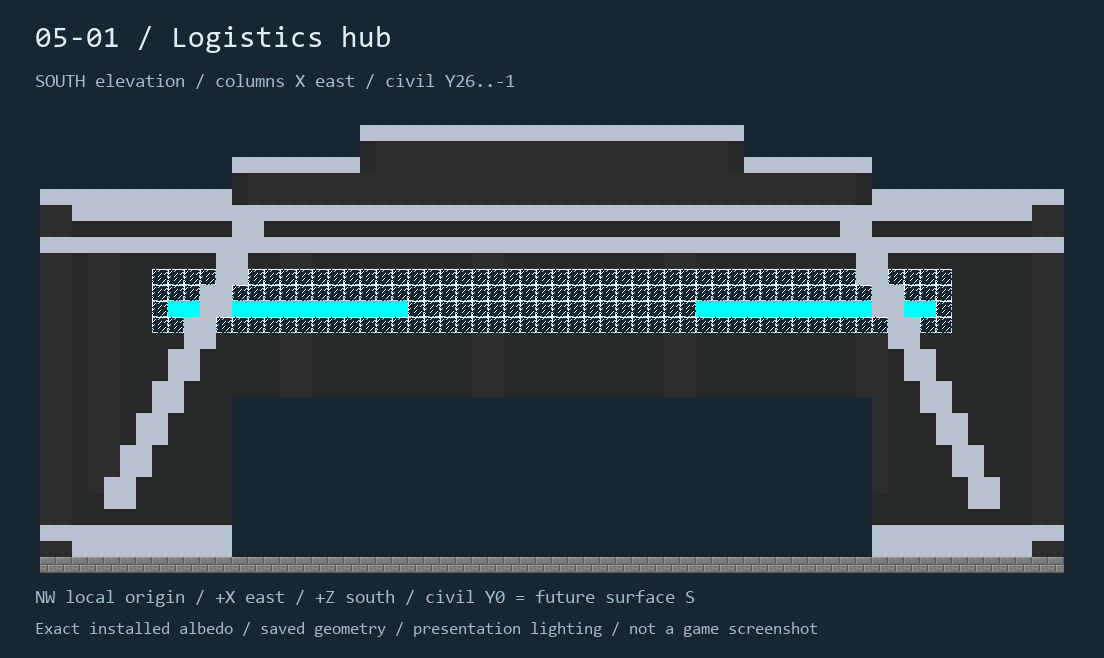 05-01 / Logistics hub
SOUTH elevation / columns X east / civil Y26..-1
NW local origin / +X east / +Z south / civil Y0 = future surface S
Exact installed albedo / saved geometry / presentation lighting / not a game screenshot